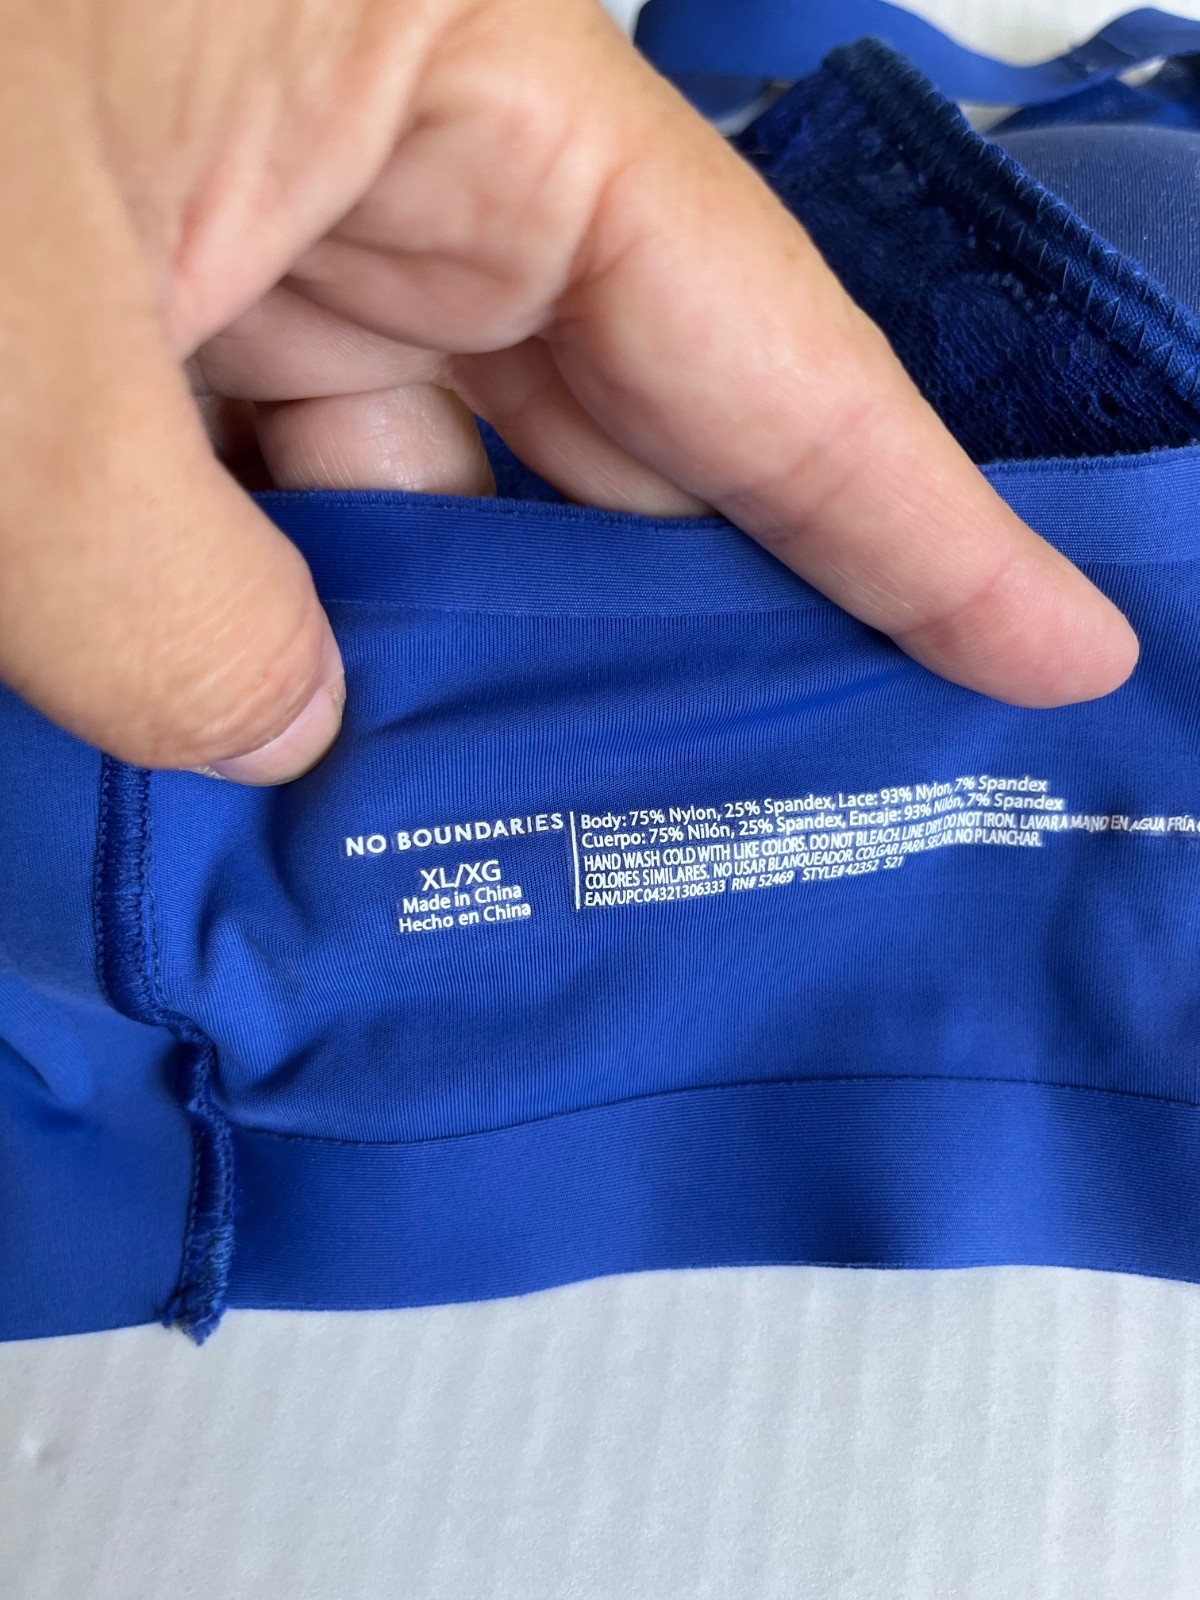 NO BOUNDARIES
XL/XG
Made in China
Hecho en China
Body: 75% Nylon, 25% Spandex, Lace: 93% Nylon, 7% Spandex
Cuerpo: 75% Nilón, 25% Spandex, Encaje: 93% Nilón, 7% Spandex
HAND WASH COLD WITH LIKE COLORS. DO NOT BLEACH. LINE DRY. DO NOT IRON. LAVAR A MANO EN AGUA FRÍA
COLORES SIMILARES. NO USAR BLANQUEADOR. COLGAR PARA SECAR. NO PLANCHAR.
EAN/UPC04321306333 RN# 52469 STYLE# 42352 S21